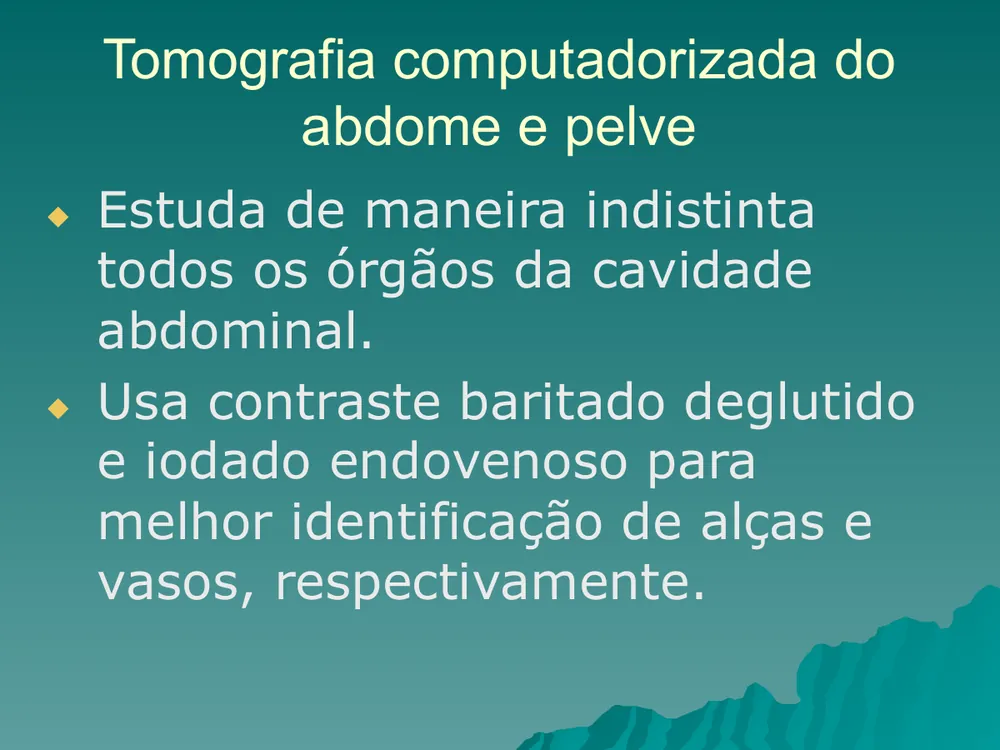 Tomografia computadorizada do
abdome e pelve
Estuda de maneira indistinta
todos os órgãos da cavidade
abdominal.
Usa contraste baritado deglutido
e iodado endovenoso para
melhor identificação de alças e
vasos, respectivamente.